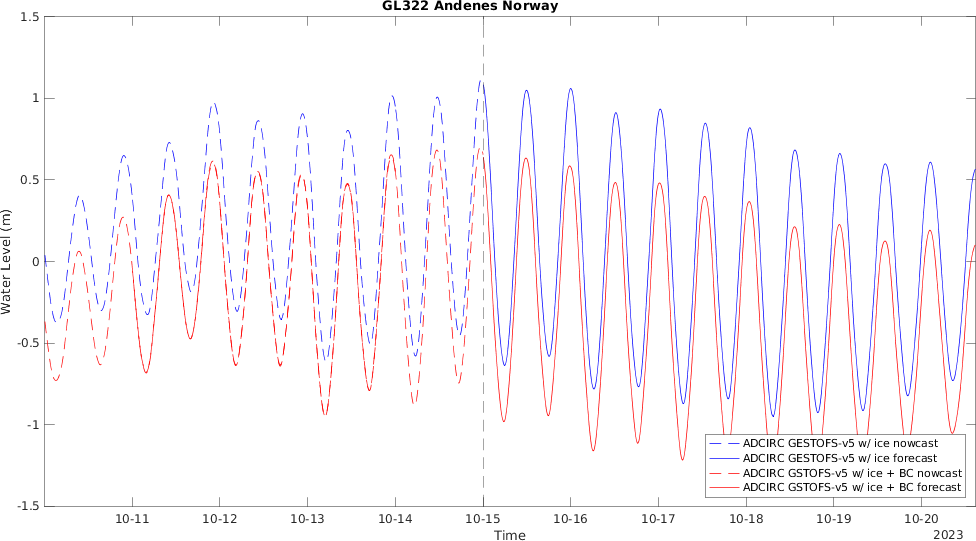 GL322 Andenes Norway
1.5
1
0.5
0
-0.5
-1
-1.5
Water Level (m)
10-11
10-12
10-13
10-14
10-15
10-16
10-17
10-18
10-19
10-20
Time
2023
ADCIRC GESTOFS-v5 w/ ice nowcast
ADCIRC GESTOFS-v5 w/ ice forecast
ADCIRC GSTOFS-v5 w/ ice + BC nowcast
ADCIRC GSTOFS-v5 w/ ice + BC forecast